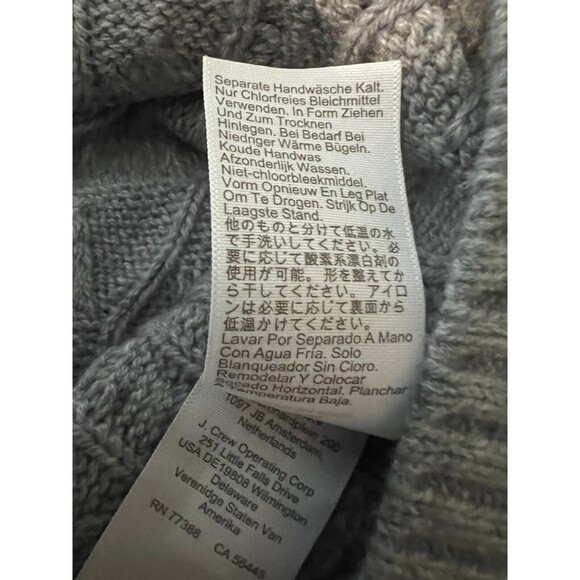 Separate Handwäsche Kalt.
Nur Chlorfreies Bleichmittel
Verwenden. In Form Ziehen
Und Zum Trocknen
Hinlegen. Bei Bedarf Bei
Niedriger Wärme Bügeln.
Koude Handwas
Afzonderlijk Wassen.
Niet-chloorbleekmiddel.
Vorm Opnieuw En Leg Plat
Om Te Drogen. Strijk Op De
Laagste Stand.
他のものと分けて低温の水
で手洗いしてください。必
要に応じて酸素系漂白剤の
使用が可能。形を整えてか
ら干してください。アイロ
ンは必要に応じて裏面から
低温かけてください。
Lavar Por Separado A Mano
Con Agua Fría. Solo
Blanqueador Sin Cloro.
Remodelar Y Colocar
Secado Horizontal. Planchar
A Temperatura Baja.
200
1097 JB Amsterdam,
Netherlands
J. Crew Operating Corp
251 Little Falls Drive
USA DE19808 Wilmington
Delaware
Verenidge Staten Van
Amerika
RN 77388 CA 56445